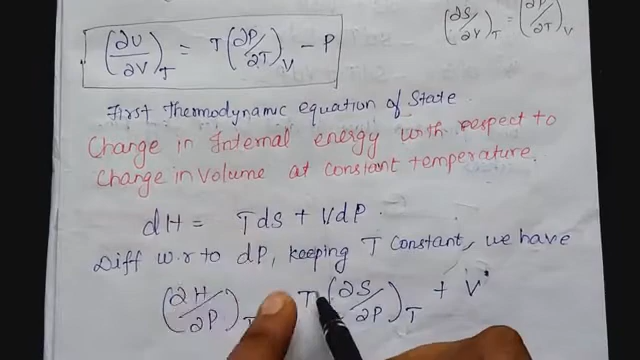 (∂S/∂V)_T = (∂P/∂T)_V
(∂U/∂V)_T = T(∂P/∂T)_V - P
First thermodynamic equation of State.
Change in Internal energy with respect to
Change in Volume at constant temperature.
dH = TdS + VdP.
Diff w.r to dP, keeping T Constant, we have
(∂H/∂P)_T T(∂S/∂P)_T + V